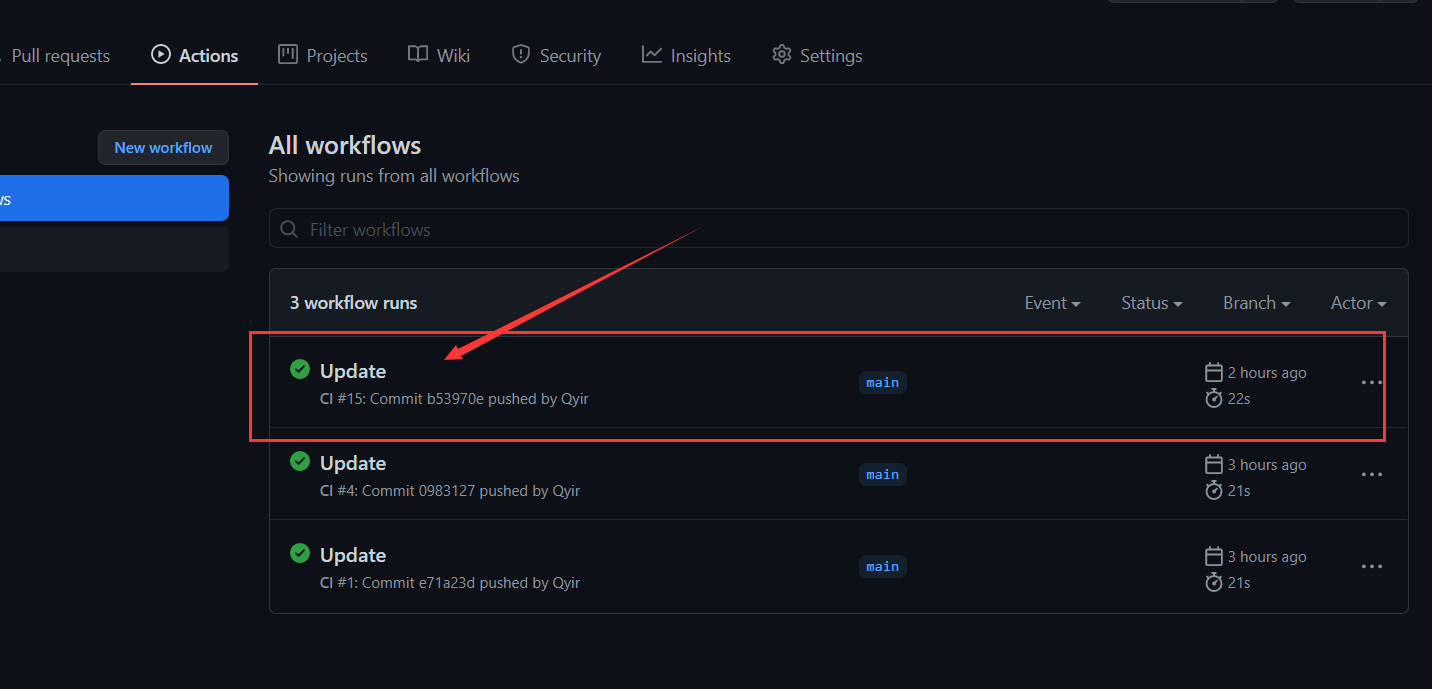 Pull requests Actions Projects Wiki Security Insights Settings
New workflow
All workflows
Showing runs from all workflows
Filter workflows
3 workflow runs Event Status Branch Actor
Update
CI #15: Commit b53970e pushed by Qyir
main
2 hours ago
22s
Update
CI #4: Commit 0983127 pushed by Qyir
main
3 hours ago
21s
Update
CI #1: Commit e71a23d pushed by Qyir
main
3 hours ago
21s